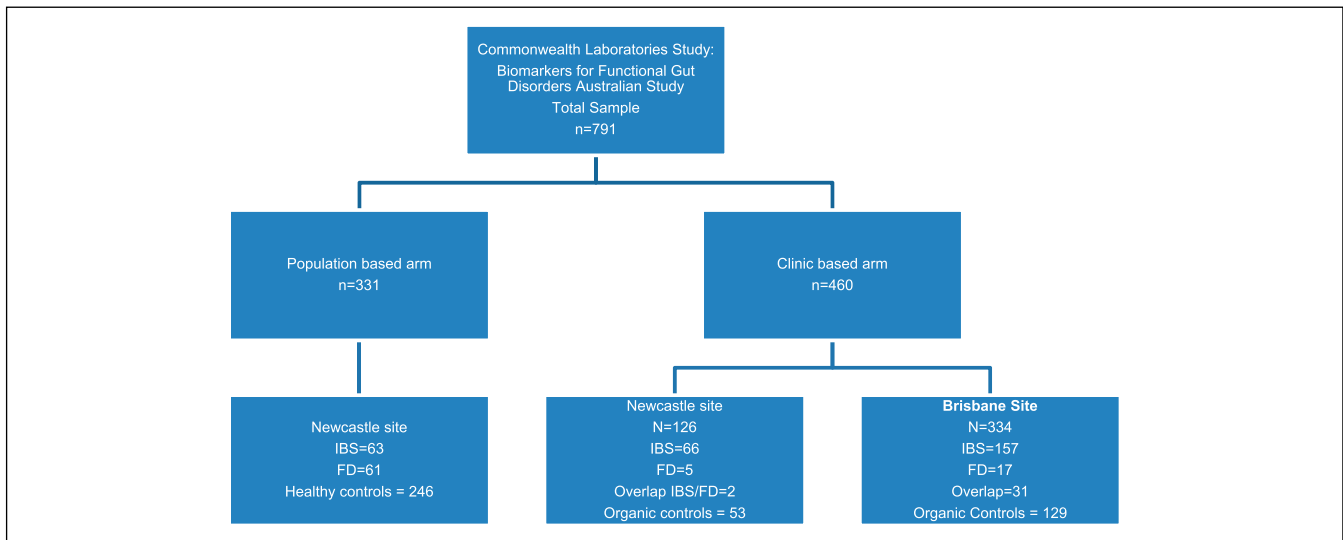 Commonwealth Laboratories Study:
Biomarkers for Functional Gut
Disorders Australian Study
Total Sample
n=791
Population based arm
n=331
Clinic based arm
n=460
Newcastle site
IBS=63
FD=61
Healthy controls = 246
Newcastle site
N=126
IBS=66
FD=5
Overlap IBS/FD=2
Organic controls = 53
Brisbane Site
N=334
IBS=157
FD=17
Overlap=31
Organic Controls = 129